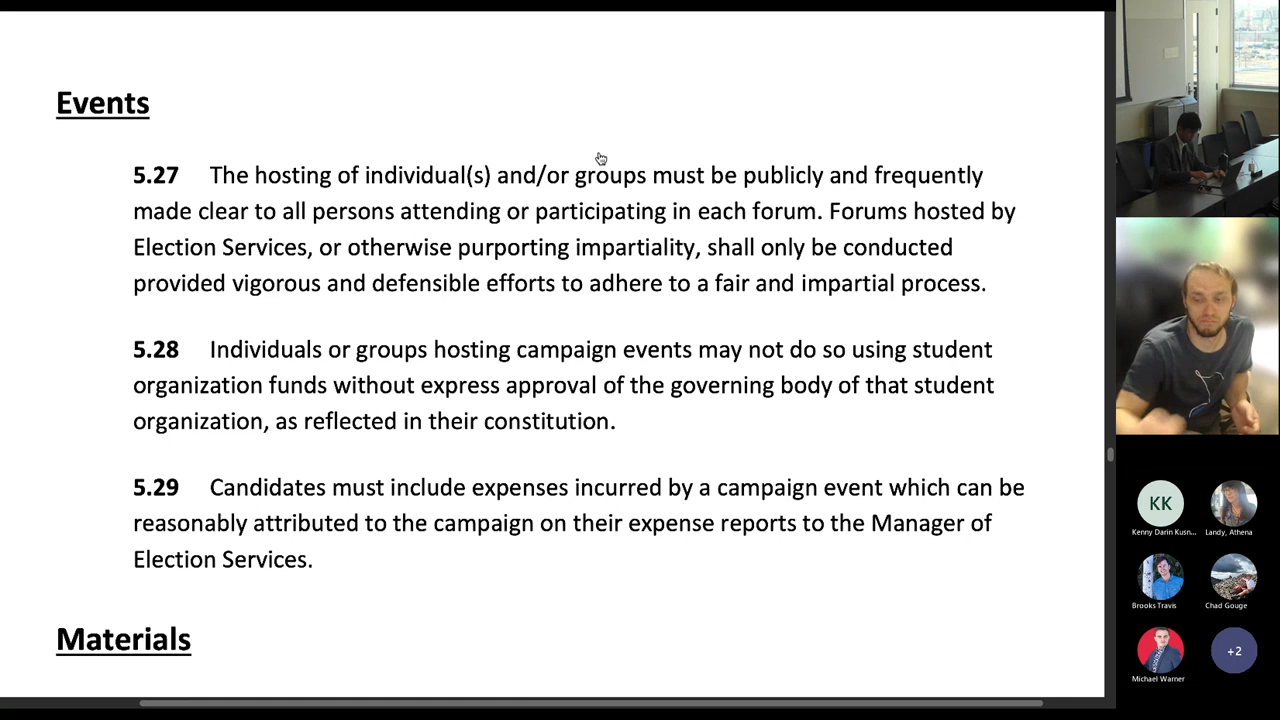 Events
5.27 The hosting of individual(s) and/or groups must be publicly and frequently
made clear to all persons attending or participating in each forum. Forums hosted by
Election Services, or otherwise purporting impartiality, shall only be conducted
provided vigorous and defensible efforts to adhere to a fair and impartial process.
5.28 Individuals or groups hosting campaign events may not do so using student
organization funds without express approval of the governing body of that student
organization, as reflected in their constitution.
5.29 Candidates must include expenses incurred by a campaign event which can be
reasonably attributed to the campaign on their expense reports to the Manager of
Election Services.
Materials
KK
Kenny Darin Kusn...
Landy, Athena
Brooks Travis
Chad Gouge
Michael Warner
+2